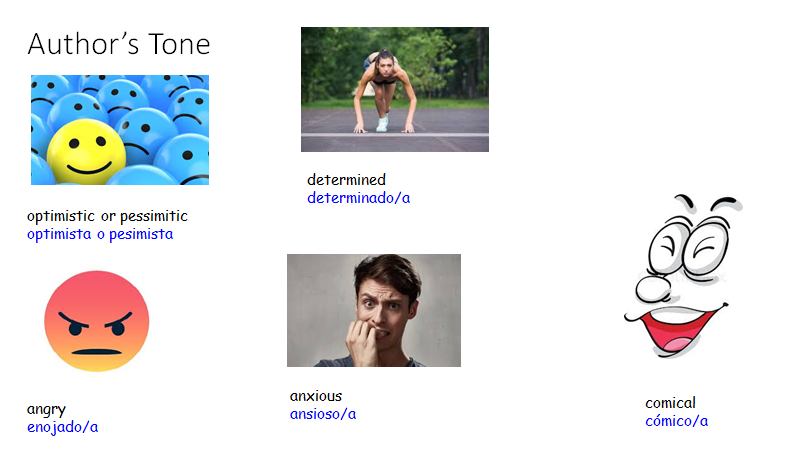 Author's Tone
optimistic or pessimitic
optimista o pesimista
determined
determinado/a
angry
enojado/a
anxious
ansioso/a
comical
cómico/a